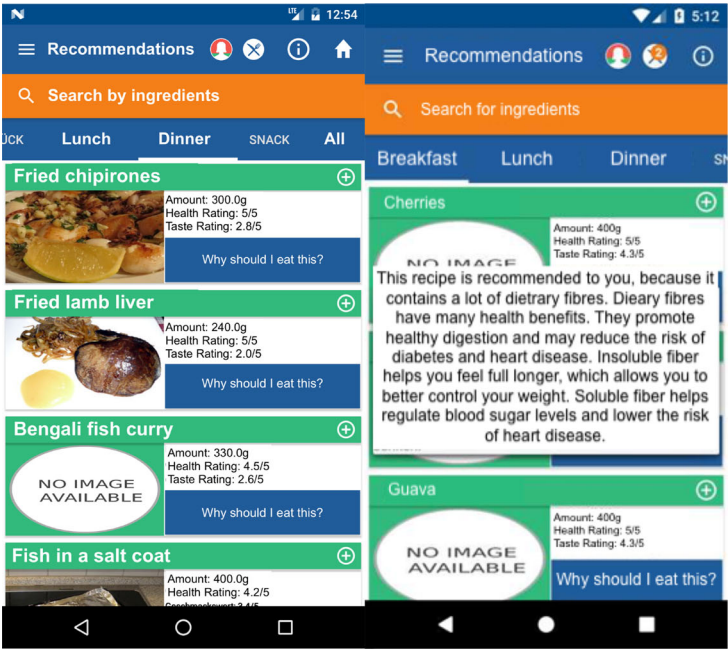 LTE 12:54
Recommendations
Search by ingredients
ÜCK Lunch Dinner SNACK All
Fried chipirones
Amount: 300.0g
Health Rating: 5/5
Taste Rating: 2.8/5
Why should I eat this?
Fried lamb liver
Amount: 240.0g
Health Rating: 5/5
Taste Rating: 2.0/5
Why should I eat this?
Bengali fish curry
NO IMAGE
AVAILABLE
Amount: 330.0g
Health Rating: 4.5/5
Taste Rating: 2.6/5
Why should I eat this?
Fish in a salt coat
Amount: 400.0g
Health Rating: 4.2/5
Geschmackswert: 3.4/5
5:12
Recommendations 2
Search for ingredients
Breakfast Lunch Dinner SN
Cherries
NO IMAGE
Amount: 400g
Health Rating: 5/5
Taste Rating: 4.3/5
This recipe is recommended to you, because it
contains a lot of dietrary fibres. Dieary fibres
have many health benefits. They promote
healthy digestion and may reduce the risk of
diabetes and heart disease. Insoluble fiber
helps you feel full longer, which allows you to
better control your weight. Soluble fiber helps
regulate blood sugar levels and lower the risk
of heart disease.
Guava
NO IMAGE
AVAILABLE
Amount: 400g
Health Rating: 5/5
Taste Rating: 4.3/5
Why should I eat this?